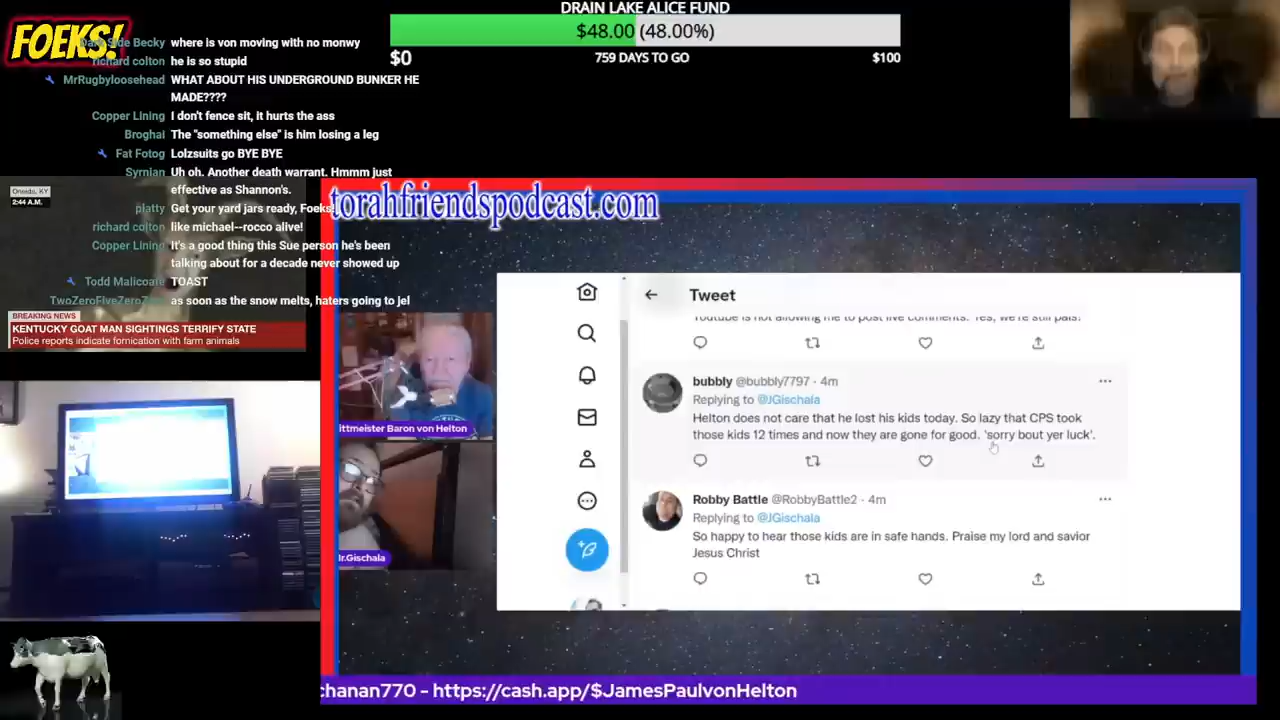 FOEKS!
Dark Side Becky where is von moving with no monwy
richard colton he is so stupid
MrRugbyloosehead WHAT ABOUT HIS UNDERGROUND BUNKER HE
MADE????
Copper Lining I don't fence sit, it hurts the ass
Broghai The "something else" is him losing a leg
Fat Fotog Lolzsuits go BYE BYE
Syrnian Uh oh. Another death warrant. Hmmm just
effective as Shannon's.
platty Get your yard jars ready, Foeks!
richard colton like michael--rocco alive!
Copper Lining It's a good thing this Sue person he's been
talking about for a decade never showed up
Todd Malicoate TOAST
as soon as the snow melts, haters going to jel
Oneida, KY
2:44 A.M.
BREAKING NEWS
KENTUCKY GOAT MAN SIGHTINGS TERRIFY STATE
Police reports indicate fornication with farm animals
DRAIN LAKE ALICE FUND
$48.00 (48.00%)
$0 759 DAYS TO GO $100
torahfriendspodcast.com
ittmeister Baron von Helton
r.Gischala
Tweet
Youtube is not allowing me to post live comments. Yes, we're still pals!
bubbly @bubbly7797 · 4m
Replying to @JGischala
Helton does not care that he lost his kids today. So lazy that CPS took
those kids 12 times and now they are gone for good. 'sorry bout yer luck'.
Robby Battle @RobbyBattle2 · 4m
Replying to @JGischala
So happy to hear those kids are in safe hands. Praise my lord and savior
Jesus Christ
chanan770 - https://cash.app/$JamesPaulvonHelton